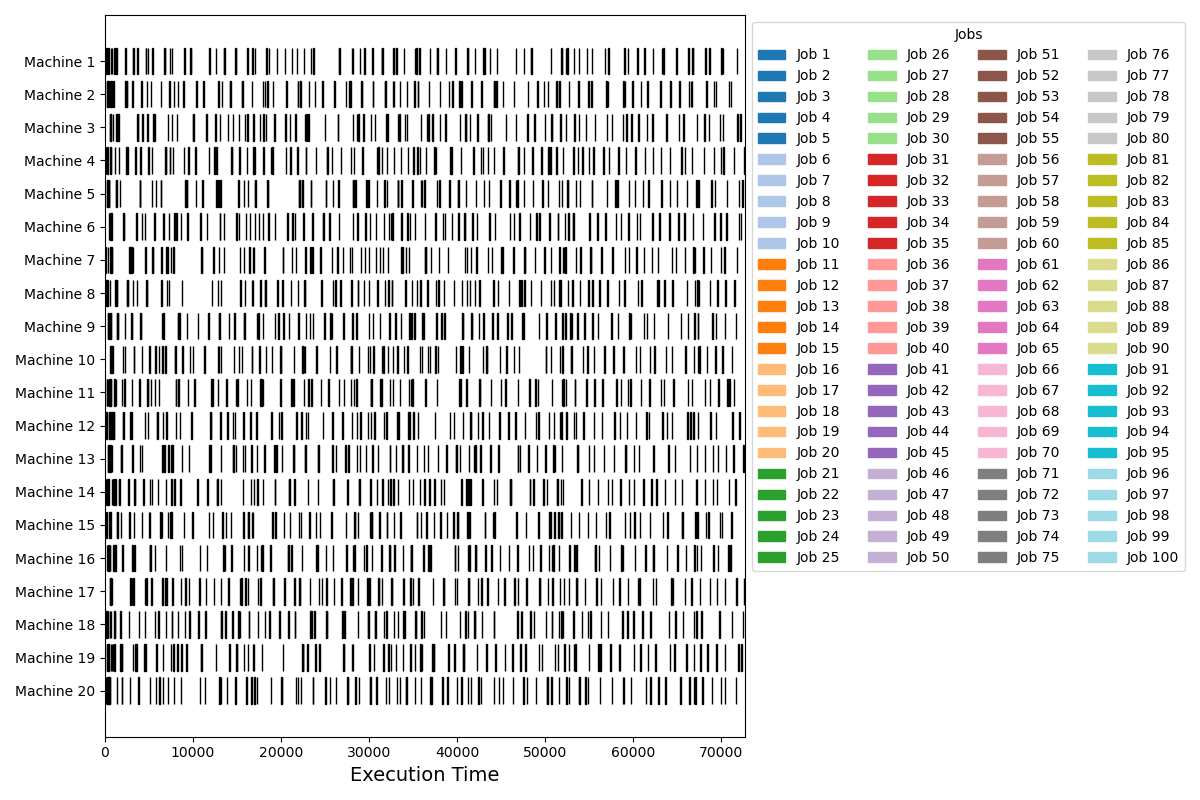 Machine 1
Machine 2
Machine 3
Machine 4
Machine 5
Machine 6
Machine 7
Machine 8
Machine 9
Machine 10
Machine 11
Machine 12
Machine 13
Machine 14
Machine 15
Machine 16
Machine 17
Machine 18
Machine 19
Machine 20
0 10000 20000 30000 40000 50000 60000 70000
Execution Time
Jobs
Job 1 Job 26 Job 51 Job 76
Job 2 Job 27 Job 52 Job 77
Job 3 Job 28 Job 53 Job 78
Job 4 Job 29 Job 54 Job 79
Job 5 Job 30 Job 55 Job 80
Job 6 Job 31 Job 56 Job 81
Job 7 Job 32 Job 57 Job 82
Job 8 Job 33 Job 58 Job 83
Job 9 Job 34 Job 59 Job 84
Job 10 Job 35 Job 60 Job 85
Job 11 Job 36 Job 61 Job 86
Job 12 Job 37 Job 62 Job 87
Job 13 Job 38 Job 63 Job 88
Job 14 Job 39 Job 64 Job 89
Job 15 Job 40 Job 65 Job 90
Job 16 Job 41 Job 66 Job 91
Job 17 Job 42 Job 67 Job 92
Job 18 Job 43 Job 68 Job 93
Job 19 Job 44 Job 69 Job 94
Job 20 Job 45 Job 70 Job 95
Job 21 Job 46 Job 71 Job 96
Job 22 Job 47 Job 72 Job 97
Job 23 Job 48 Job 73 Job 98
Job 24 Job 49 Job 74 Job 99
Job 25 Job 50 Job 75 Job 100